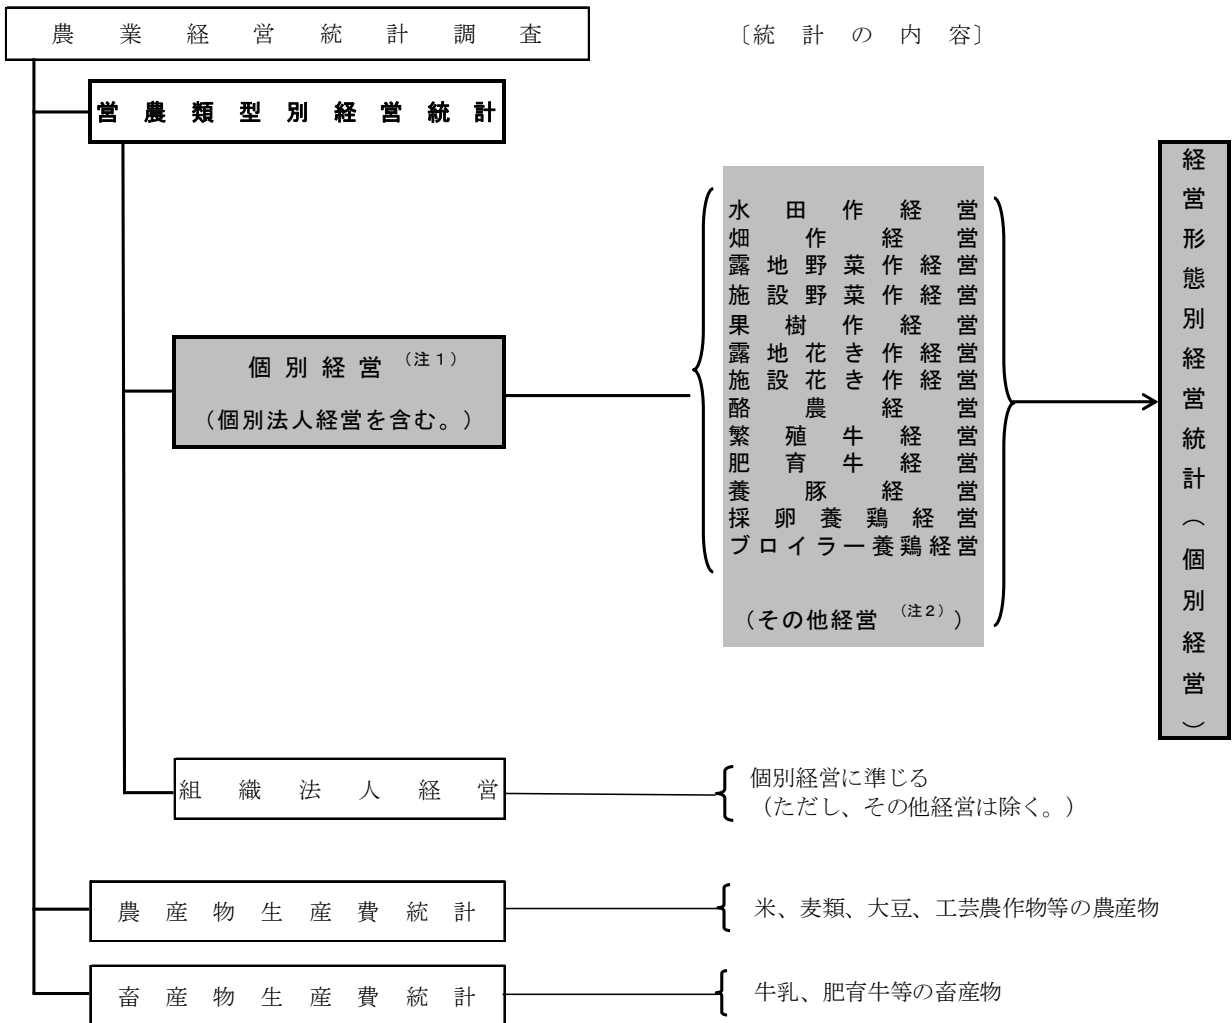 農業経営統計調査
〔統計の内容〕
営農類型別経営統計
個別経営（注１）
（個別法人経営を含む。）
水田作経営
畑作経営
露地野菜作経営
施設野菜作経営
果樹作経営
露地花き作経営
施設花き作経営
酪農経営
繁殖牛経営
肥育牛経営
養豚経営
採卵養鶏経営
ブロイラー養鶏経営
（その他経営（注２））
経営形態別経営統計（個別経営）
組織法人経営
個別経営に準じる
（ただし、その他経営は除く。）
農産物生産費統計
米、麦類、大豆、工芸農作物等の農産物
畜産物生産費統計
牛乳、肥育牛等の畜産物